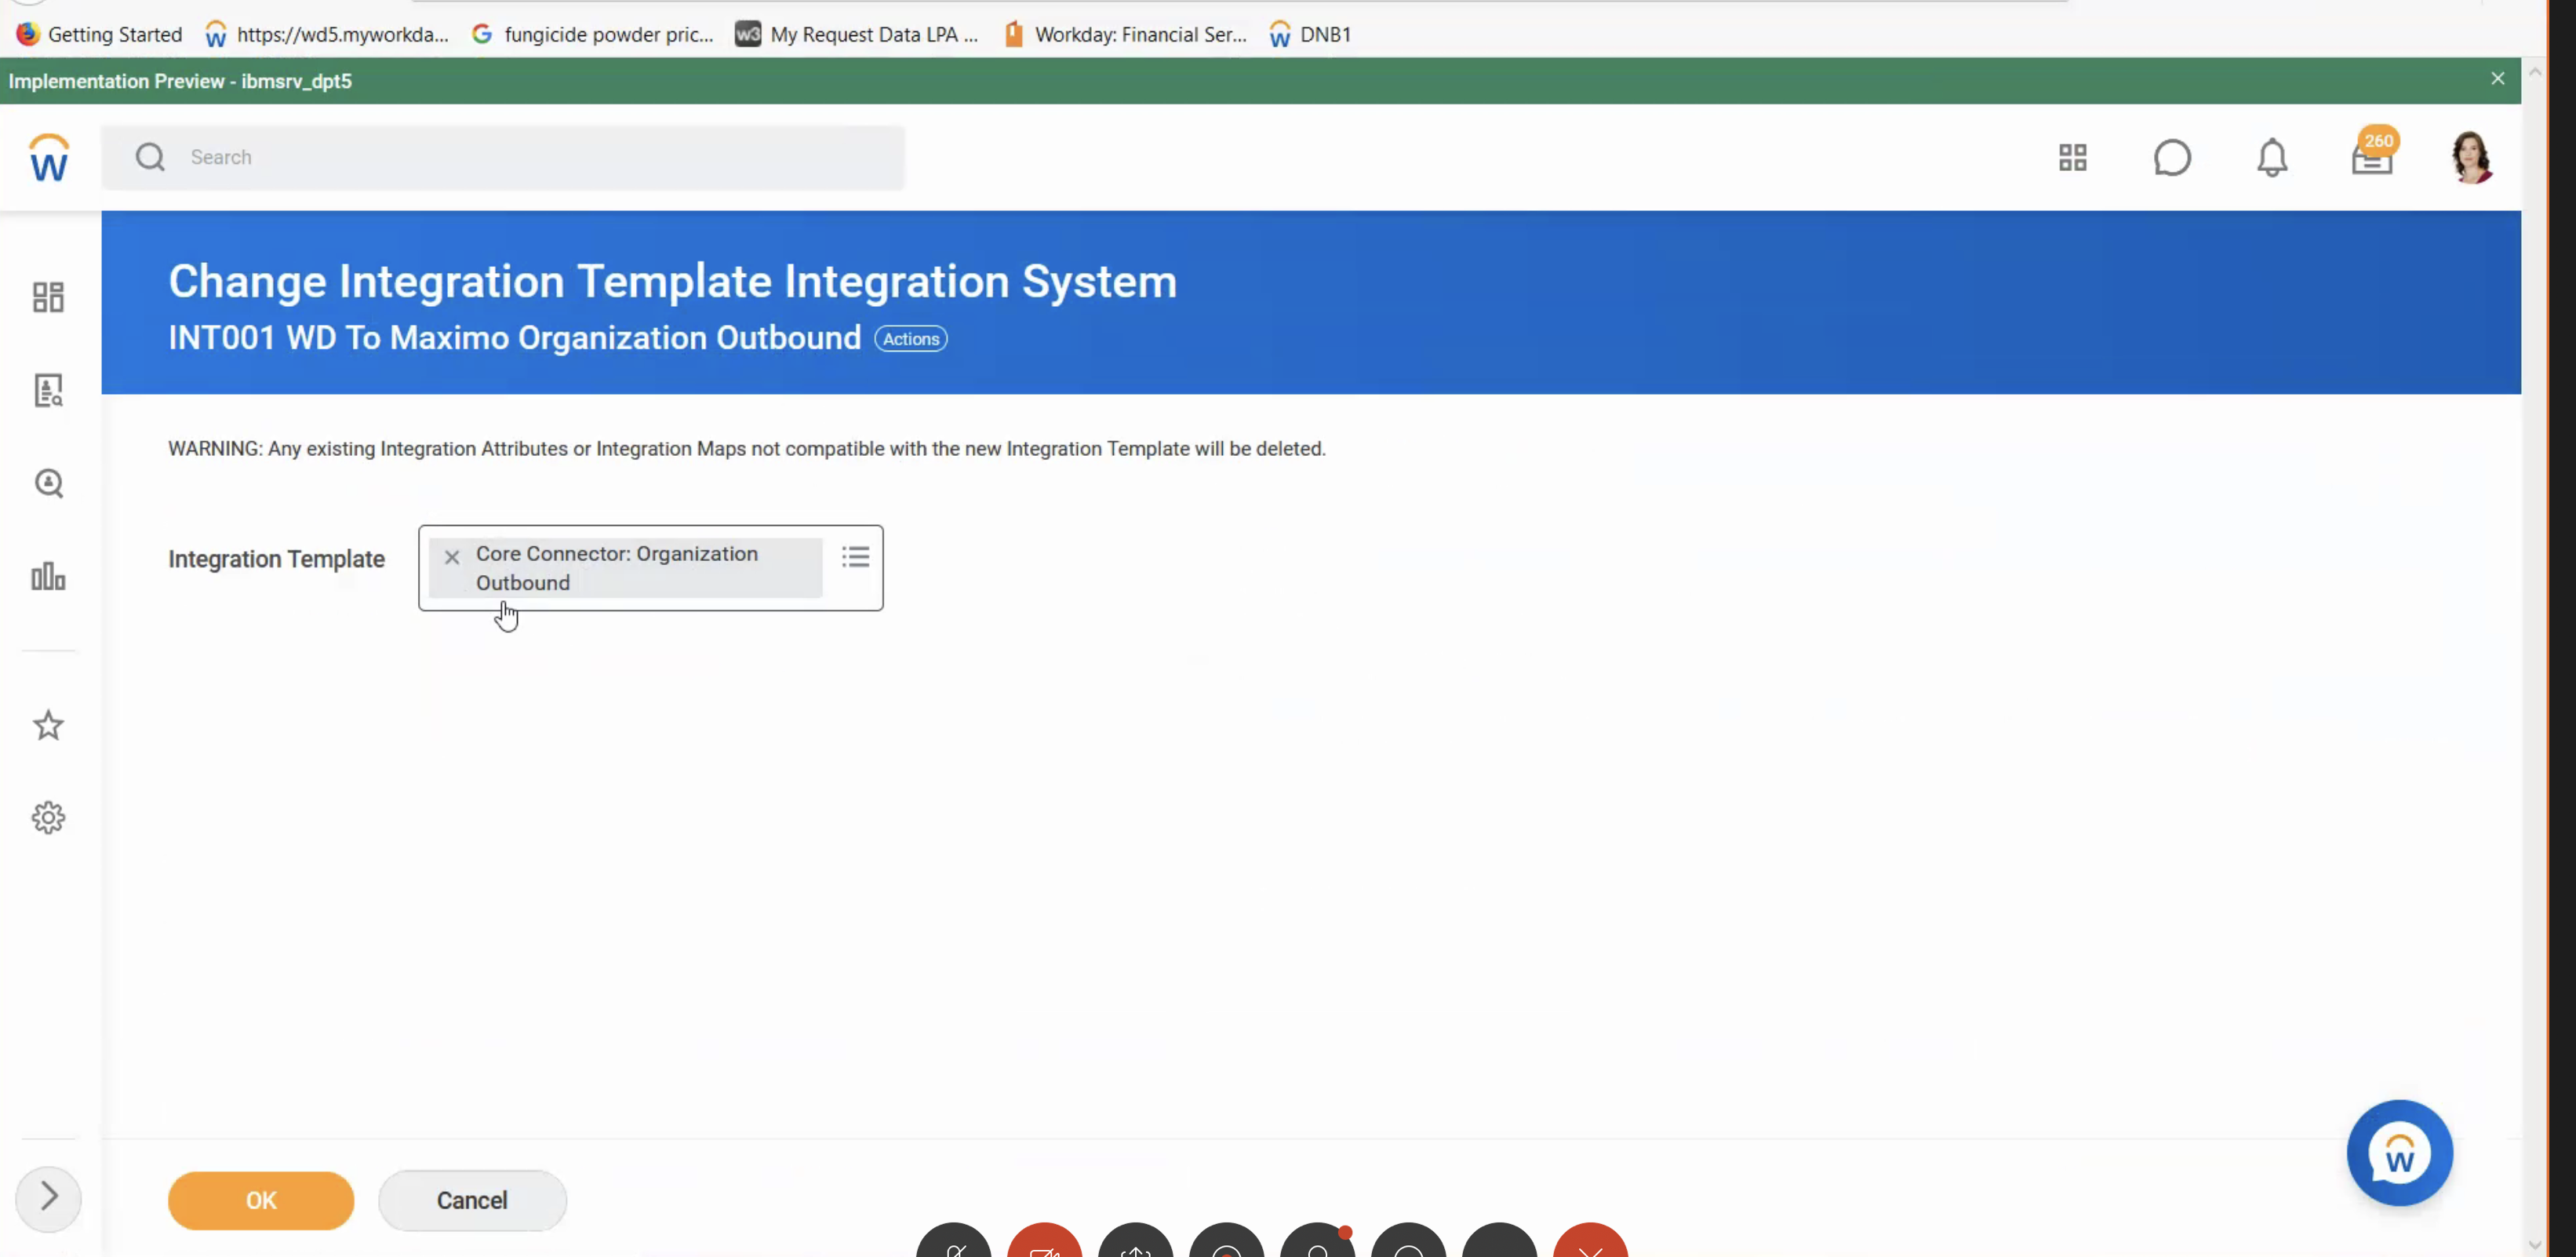 Getting Started https://wd5.myworkda... fungicide powder pric... w3 My Request Data LPA ... Workday: Financial Ser... DNB1
Implementation Preview - ibmsrv_dpt5
Search
260
Change Integration Template Integration System
INT001 WD To Maximo Organization Outbound Actions
WARNING: Any existing Integration Attributes or Integration Maps not compatible with the new Integration Template will be deleted.
Integration Template
Core Connector: Organization
Outbound
OK Cancel